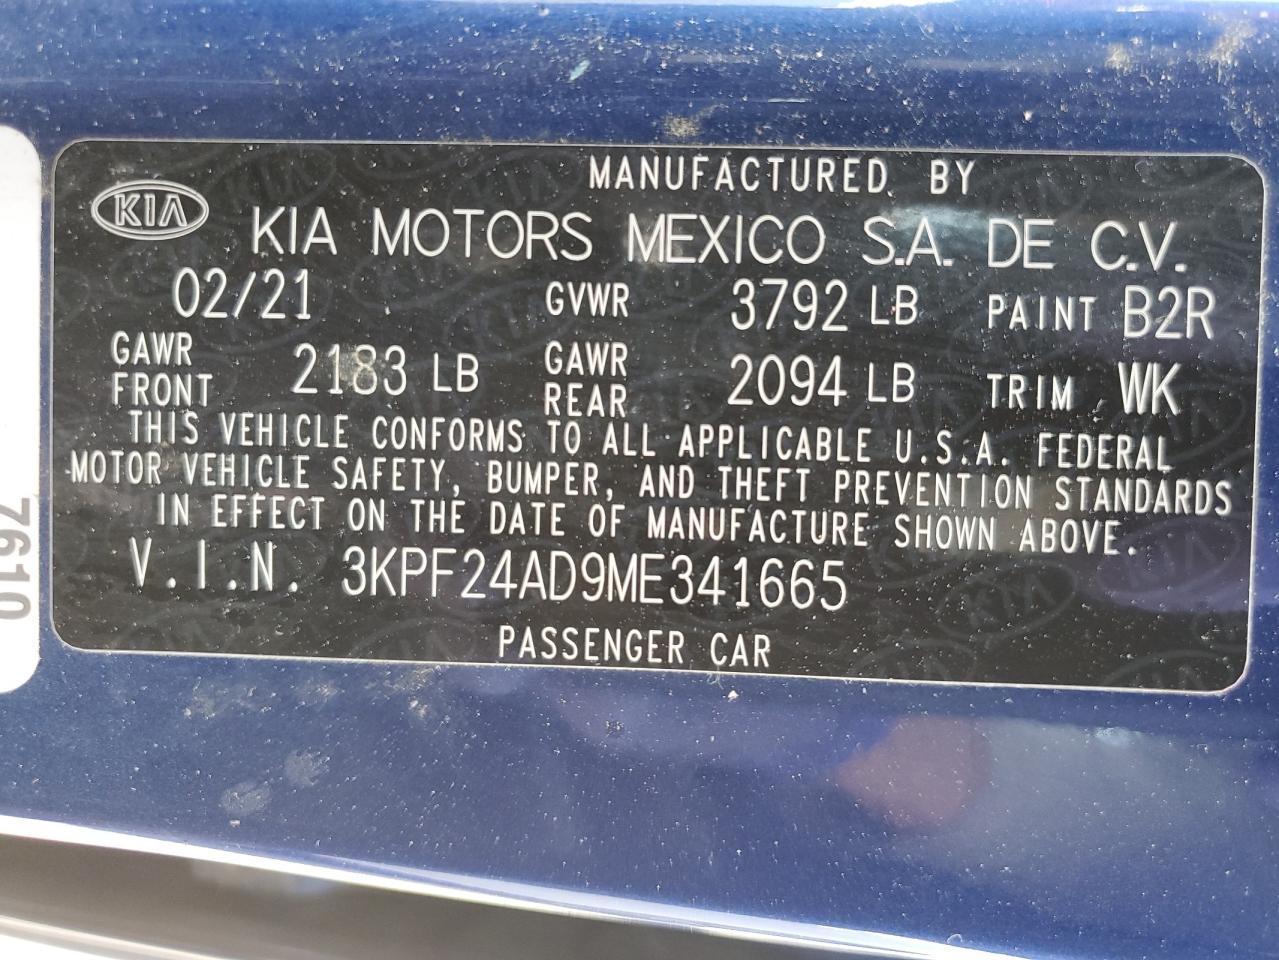 MANUFACTURED BY
KIA
KIA MOTORS MEXICO S.A. DE C.V.
02/21 GVWR 3792 LB PAINT B2R
GAWR FRONT 2183 LB GAWR REAR 2094 LB TRIM WK
THIS VEHICLE CONFORMS TO ALL APPLICABLE U.S.A. FEDERAL
MOTOR VEHICLE SAFETY, BUMPER, AND THEFT PREVENTION STANDARDS
IN EFFECT ON THE DATE OF MANUFACTURE SHOWN ABOVE.
V.I.N. 3KPF24AD9ME341665
PASSENGER CAR
7610